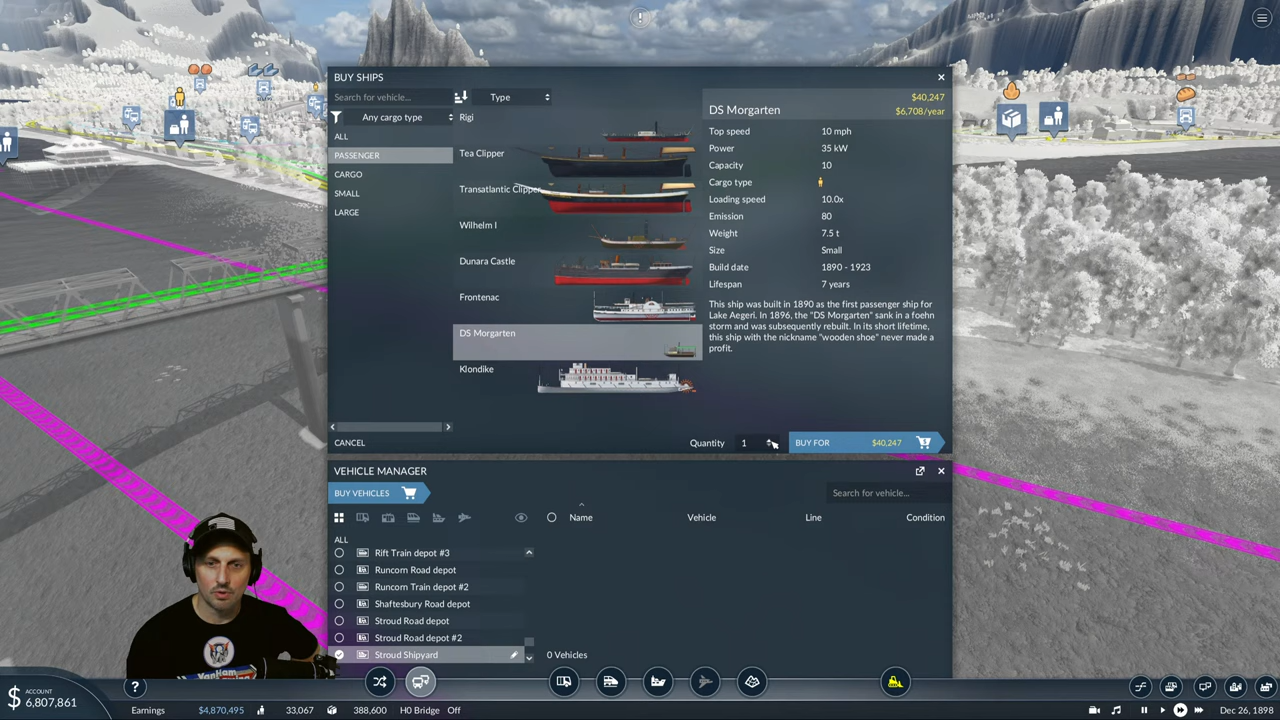 BUY SHIPS
Search for vehicle...
Type
Any cargo type
ALL
PASSENGER
CARGO
SMALL
LARGE
Rigi
Tea Clipper
Transatlantic Clipper
Wilhelm I
Dunara Castle
Frontenac
DS Morgarten
Klondike
$40,247
DS Morgarten
$6,708/year
Top speed 10 mph
Power 35 kW
Capacity 10
Cargo type
Loading speed 10.0x
Emission 80
Weight 7.5 t
Size Small
Build date 1890 - 1923
Lifespan 7 years
This ship was built in 1890 as the first passenger ship for
Lake Aegeri. In 1896, the "DS Morgarten" sank in a foehn
storm and was subsequently rebuilt. In its short lifetime,
this ship with the nickname "wooden shoe" never made a
profit.
CANCEL
Quantity 1
BUY FOR $40,247
VEHICLE MANAGER
BUY VEHICLES
Search for vehicle...
Name Vehicle Line Condition
ALL
Rift Train depot #3
Runcorn Road depot
Runcorn Train depot #2
Shaftesbury Road depot
Stroud Road depot
Stroud Road depot #2
Stroud Shipyard
0 Vehicles
$ ACCOUNT
6,807,861
?
Earnings $4,870,495 33,067 388,600 H0 Bridge Off
Dec 26, 1898